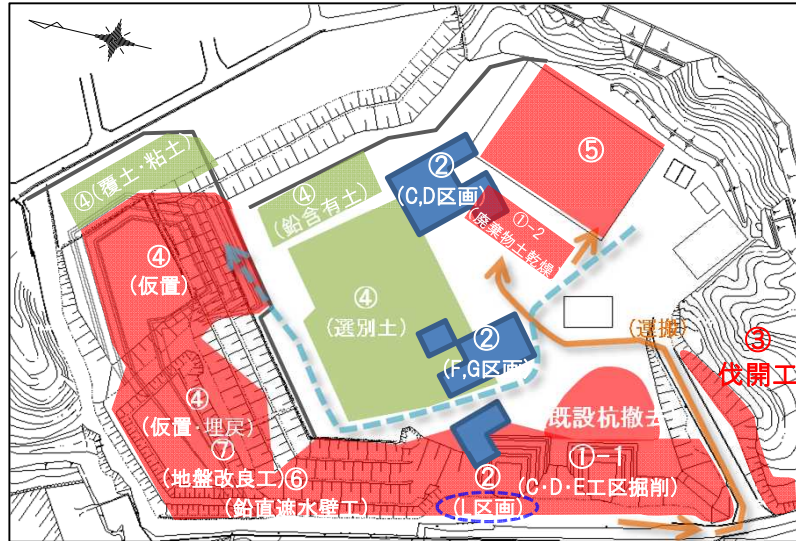 ④(覆土・粘土)
④
(鉛含有土)
②
(C,D区画)
⑤
①-2
(廃棄物土乾燥)
④
(仮置)
④
(選別土)
②
(F,G区画)
(運搬)
③
伐開工
④
(仮置・埋戻)
⑦
(地盤改良工)
⑥
(鉛直遮水壁工)
既設杭撤去
①-1
(C・D・E工区掘削)
②
(L区画)